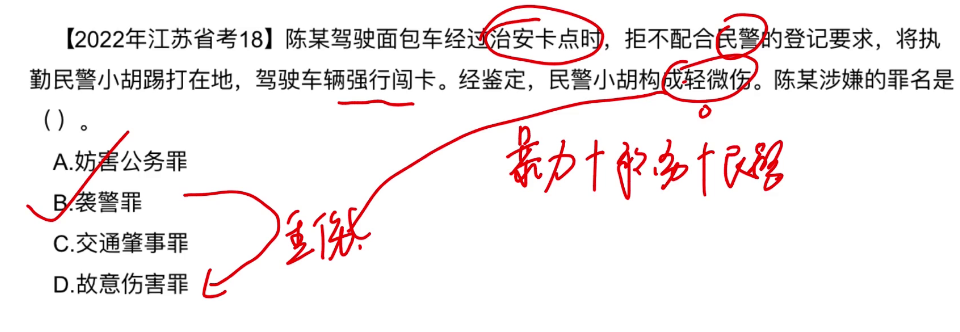 【2022年江苏省考18】陈某驾驶面包车经过治安卡点时，拒不配合民警的登记要求，将执
勤民警小胡踢打在地，驾驶车辆强行闯卡。经鉴定，民警小胡构成轻微伤。陈某涉嫌的罪名是
（）。
A.妨害公务罪
暴力+职务+民警
B.袭警罪
重伤
C.交通肇事罪
D.故意伤害罪